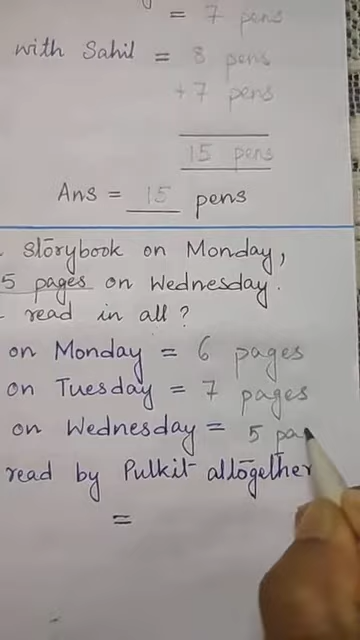 = 7 pens
with Sahil = 8 pens
+ 7 pens
15 pens
Ans = 15 pens
storybook on Monday,
5 pages on Wednesday.
read in all?
on Monday = 6 pages
on Tuesday = 7 pages
on Wednesday = 5 pa
read by Pulkit altogether
=